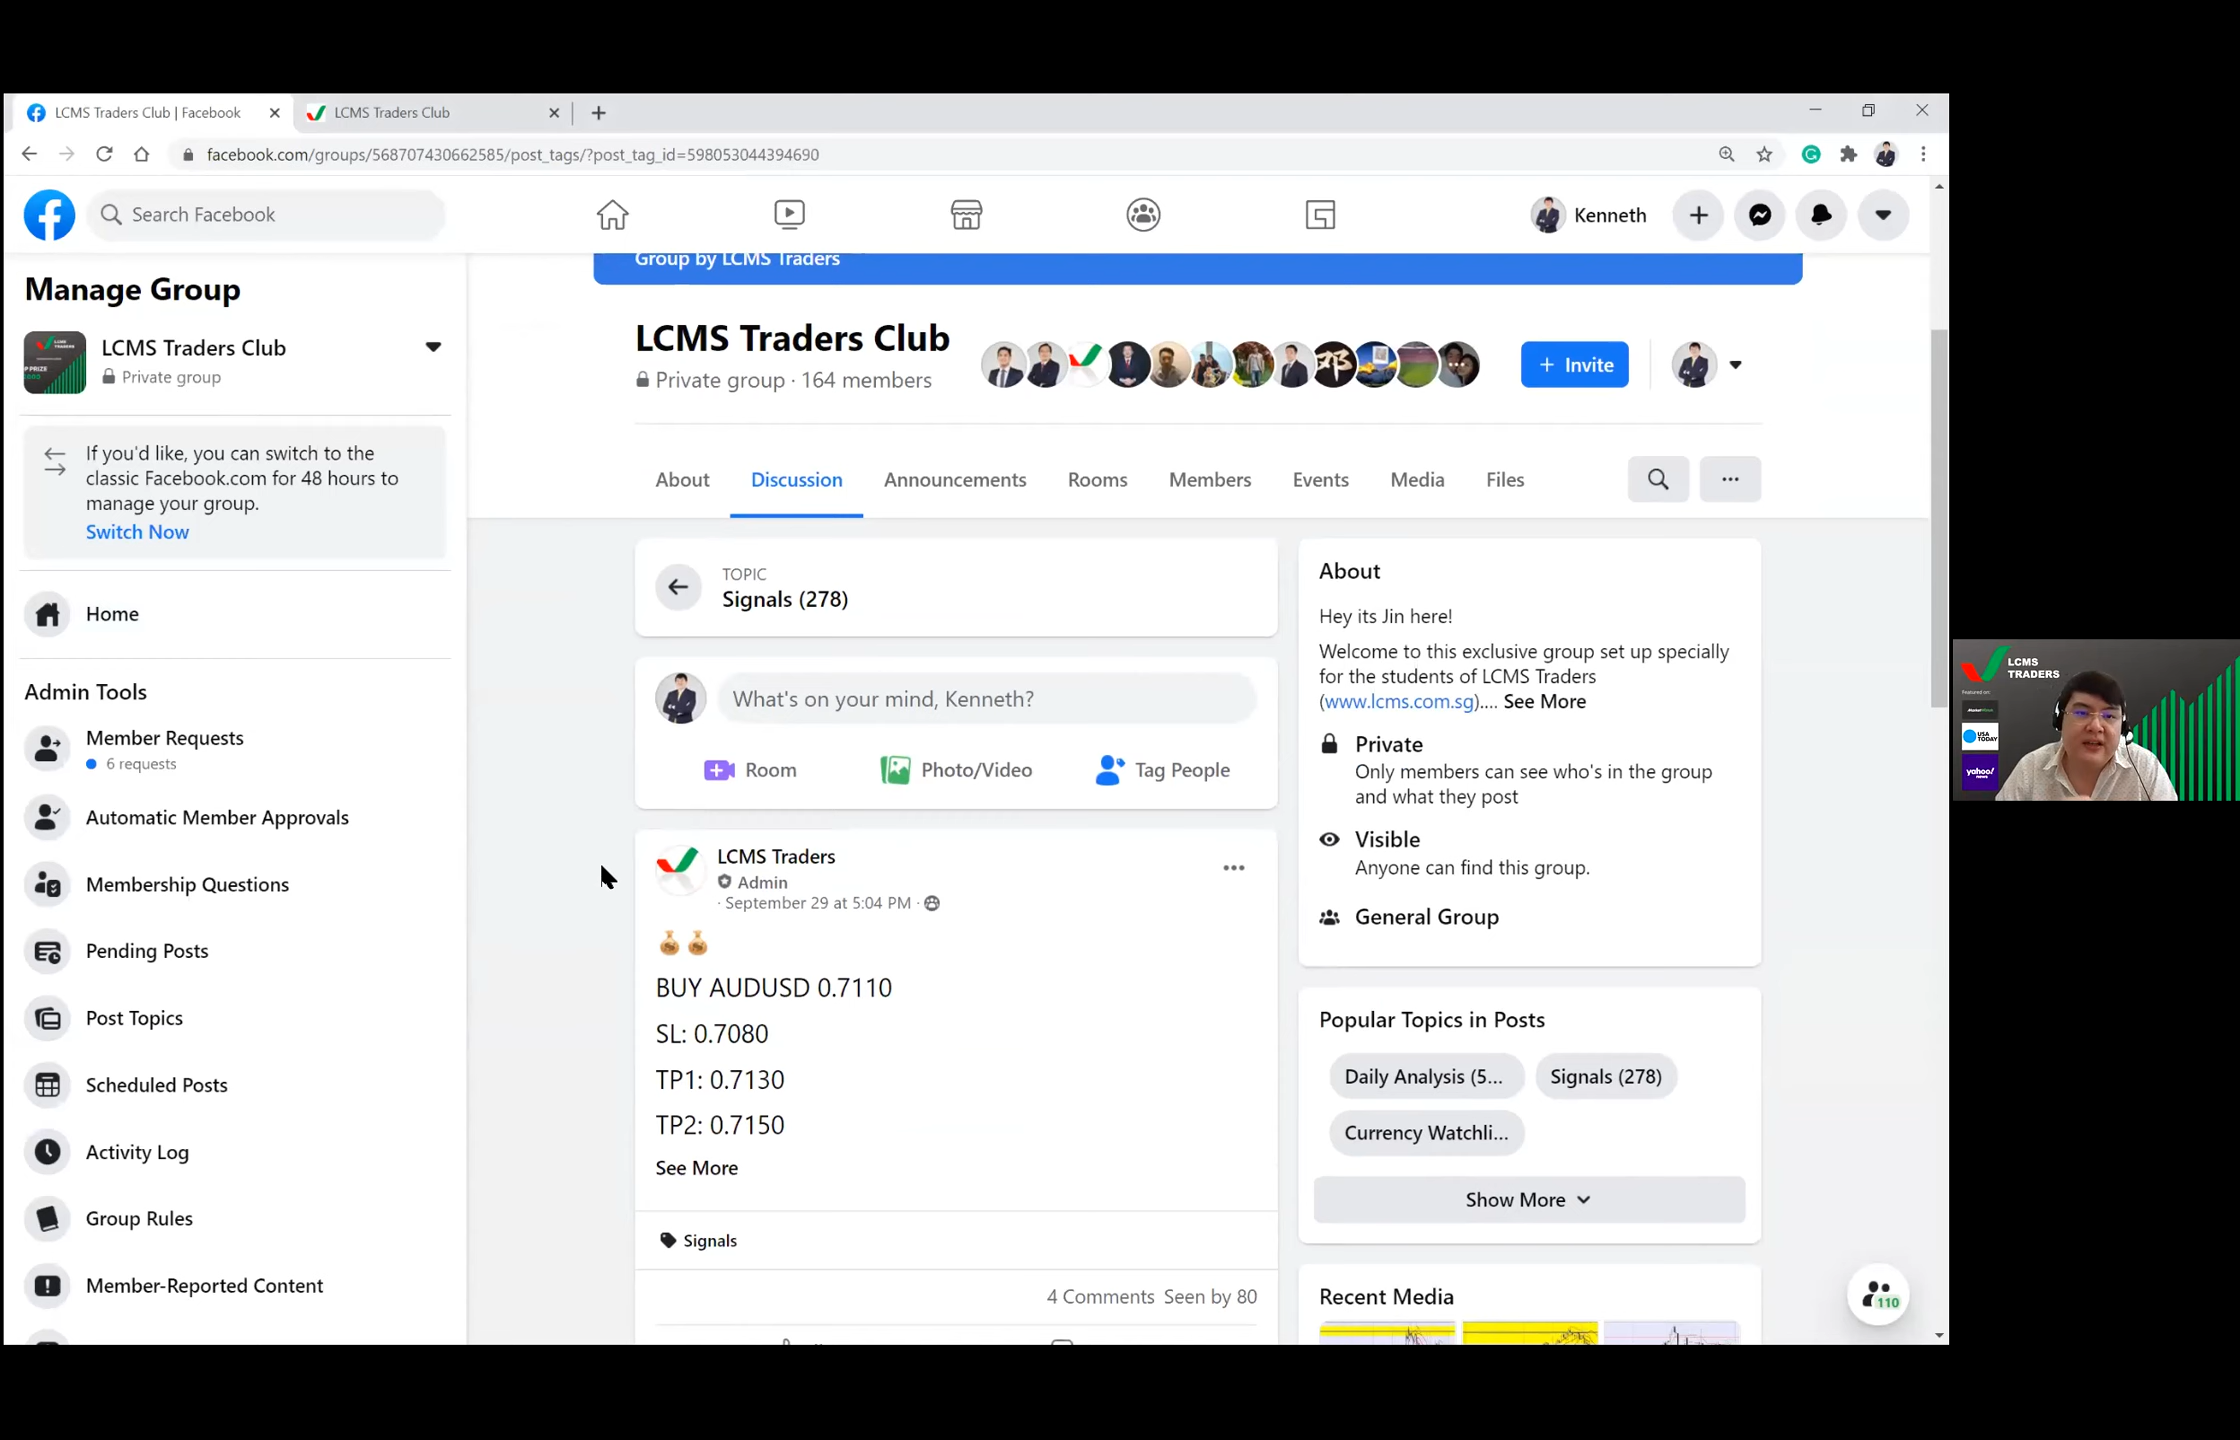 LCMS Traders Club | Facebook
LCMS Traders Club
facebook.com/groups/568707430662585/post_tags/?post_tag_id=598053044394690
Search Facebook
Kenneth
Manage Group
LCMS Traders Club
Private group
If you'd like, you can switch to the
classic Facebook.com for 48 hours to
manage your group.
Switch Now
Home
Admin Tools
Member Requests
6 requests
Automatic Member Approvals
Membership Questions
Pending Posts
Post Topics
Scheduled Posts
Activity Log
Group Rules
Member-Reported Content
Group by LCMS Traders
LCMS Traders Club
Private group · 164 members
+ Invite
About
Discussion
Announcements
Rooms
Members
Events
Media
Files
TOPIC
Signals (278)
What's on your mind, Kenneth?
Room
Photo/Video
Tag People
LCMS Traders
Admin
· September 29 at 5:04 PM ·
BUY AUDUSD 0.7110
SL: 0.7080
TP1: 0.7130
TP2: 0.7150
See More
Signals
4 Comments Seen by 80
About
Hey its Jin here!
Welcome to this exclusive group set up specially
for the students of LCMS Traders
(www.lcms.com.sg).... See More
Private
Only members can see who's in the group
and what they post
Visible
Anyone can find this group.
General Group
Popular Topics in Posts
Daily Analysis (5...
Signals (278)
Currency Watchli...
Show More
Recent Media
110
LCMS
TRADERS
Featured on:
USA
TODAY
yahoo!
news